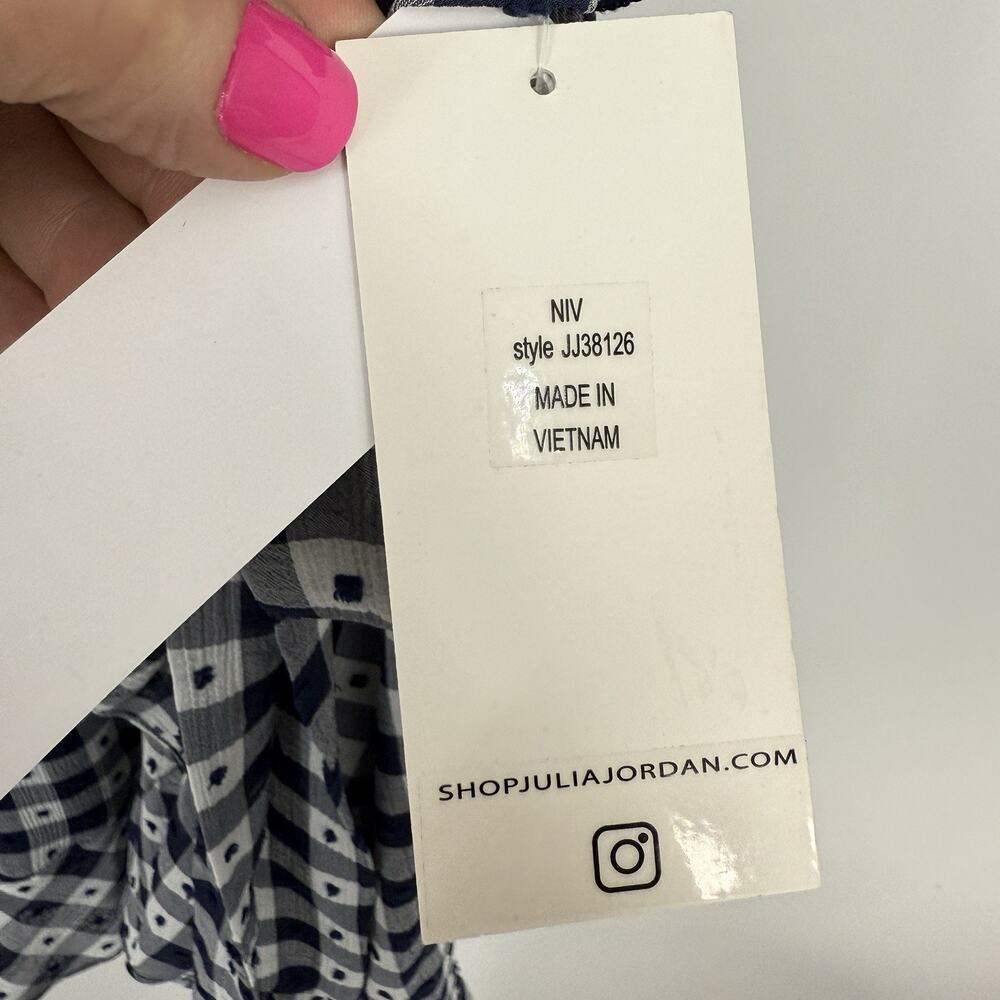 NIV
style JJ38126
MADE IN
VIETNAM
SHOPJULIAJORDAN.COM